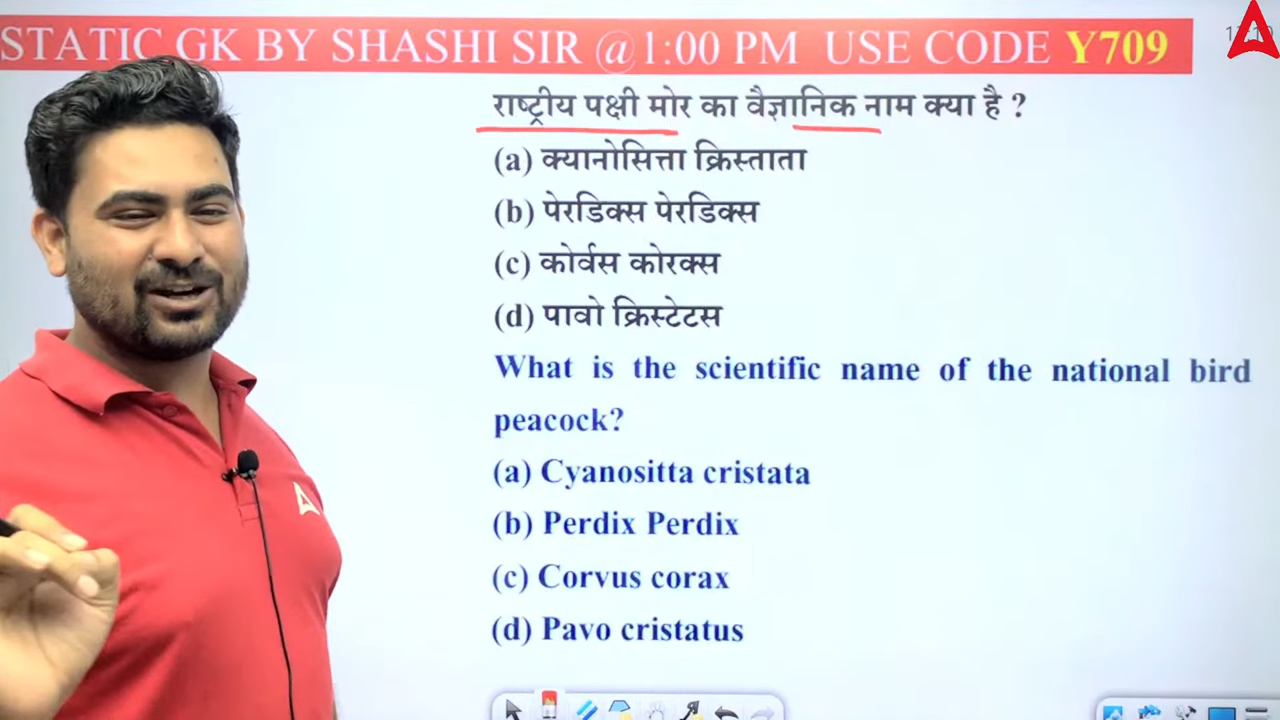 STATIC GK BY SHASHI SIR @1:00 PM USE CODE Y709
राष्ट्रीय पक्षी मोर का वैज्ञानिक नाम क्या है ?
(a) क्यानोसित्ता क्रिस्ताता
(b) पेरडिक्स पेरडिक्स
(c) कोर्वस कोरक्स
(d) पावो क्रिस्टेटस
What is the scientific name of the national bird
peacock?
(a) Cyanositta cristata
(b) Perdix Perdix
(c) Corvus corax
(d) Pavo cristatus